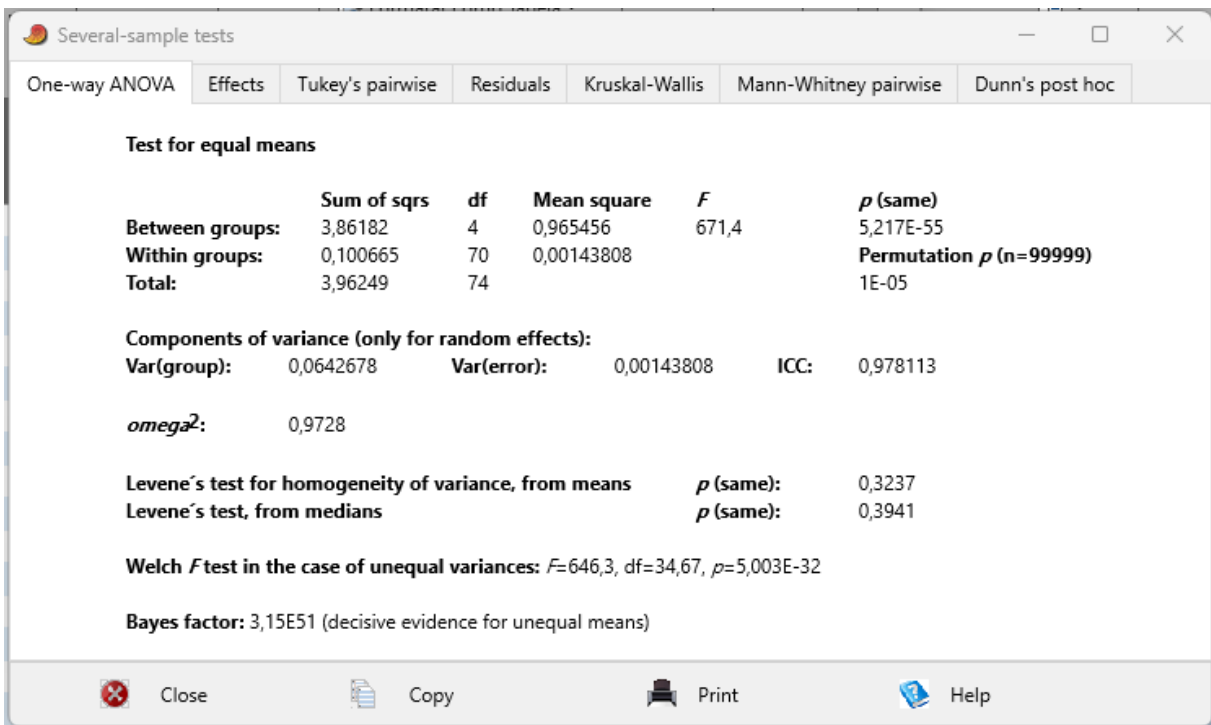 Several-sample tests
One-way ANOVA Effects Tukey's pairwise Residuals Kruskal-Wallis Mann-Whitney pairwise Dunn's post hoc
Test for equal means
Sum of sqrs df Mean square F p (same)
Between groups: 3,86182 4 0,965456 671,4 5,217E-55
Within groups: 0,100665 70 0,00143808 Permutation p (n=99999)
Total: 3,96249 74 1E-05
Components of variance (only for random effects):
Var(group): 0,0642678 Var(error): 0,00143808 ICC: 0,978113
omega2: 0,9728
Levene´s test for homogeneity of variance, from means p (same): 0,3237
Levene´s test, from medians p (same): 0,3941
Welch F test in the case of unequal variances: F=646,3, df=34,67, p=5,003E-32
Bayes factor: 3,15E51 (decisive evidence for unequal means)
Close Copy Print Help